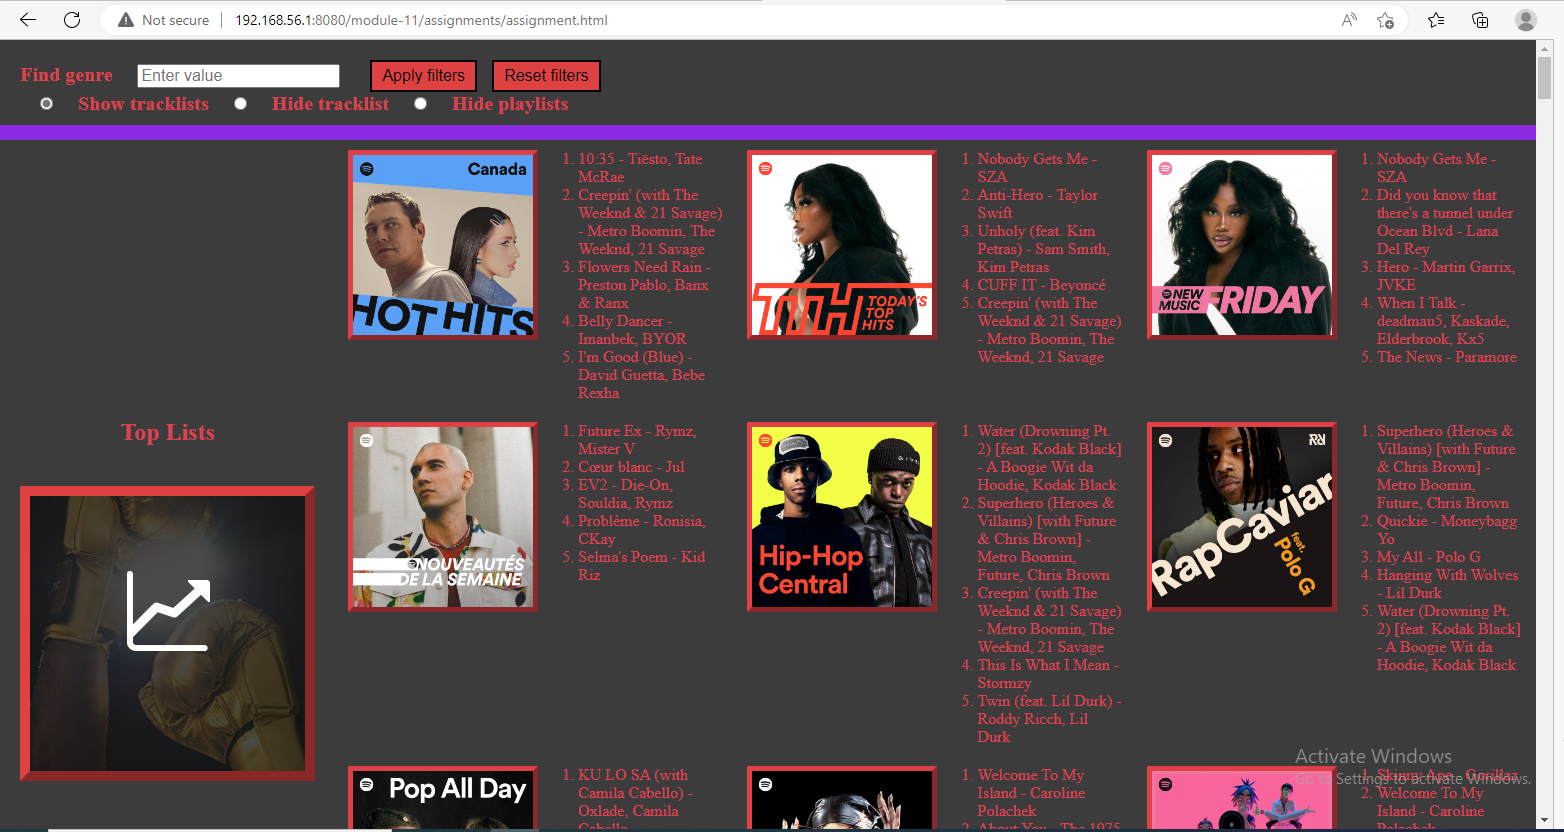 Not secure | 192.168.56.1:8080/module-11/assignments/assignment.html
Find genre Enter value Apply filters Reset filters
Show tracklists Hide tracklist Hide playlists
Canada
HOT HITS
1. 10:35 - Tiësto, Tate
McRae
2. Creepin' (with The
Weeknd & 21 Savage)
- Metro Boomin, The
Weeknd, 21 Savage
3. Flowers Need Rain -
Preston Pablo, Banx
& Ranx
4. Belly Dancer -
Imanbek, BYOR
5. I'm Good (Blue) -
David Guetta, Bebe
Rexha
TTH TODAY'S
TOP
HITS
1. Nobody Gets Me -
SZA
2. Anti-Hero - Taylor
Swift
3. Unholy (feat. Kim
Petras) - Sam Smith,
Kim Petras
4. CUFF IT - Beyoncé
5. Creepin' (with The
Weeknd & 21 Savage)
- Metro Boomin, The
Weeknd, 21 Savage
NEW
MUSIC FRIDAY
1. Nobody Gets Me -
SZA
2. Did you know that
there's a tunnel under
Ocean Blvd - Lana
Del Rey
3. Hero - Martin Garrix,
JVKE
4. When I Talk -
deadmau5, Kaskade,
Elderbrook, Kx5
5. The News - Paramore
Top Lists
NOUVEAUTÉS
DE LA SEMAINE
1. Future Ex - Rymz,
Mister V
2. Cœur blanc - Jul
3. EV2 - Die-On,
Souldia, Rymz
4. Problème - Ronisia,
CKay
5. Selma's Poem - Kid
Riz
Hip-Hop
Central
1. Water (Drowning Pt.
2) [feat. Kodak Black]
- A Boogie Wit da
Hoodie, Kodak Black
2. Superhero (Heroes &
Villains) [with Future
& Chris Brown] -
Metro Boomin,
Future, Chris Brown
3. Creepin' (with The
Weeknd & 21 Savage)
- Metro Boomin, The
Weeknd, 21 Savage
4. This Is What I Mean -
Stormzy
5. Twin (feat. Lil Durk) -
Roddy Ricch, Lil
Durk
RapCaviar
feat.
Polo G
1. Superhero (Heroes &
Villains) [with Future
& Chris Brown] -
Metro Boomin,
Future, Chris Brown
2. Quickie - Moneybagg
Yo
3. My All - Polo G
4. Hanging With Wolves
- Lil Durk
5. Water (Drowning Pt.
2) [feat. Kodak Black]
- A Boogie Wit da
Hoodie, Kodak Black
Pop All Day
1. KU LO SA (with
Camila Cabello) -
Oxlade, Camila
Cabello
1. Welcome To My
Island - Caroline
Polachek
2. About You - The 1975
1. Skinny Ape - Gorillaz
2. Welcome To My
Island - Caroline
Polachek
Activate Windows
Go to Settings to activate Windows.